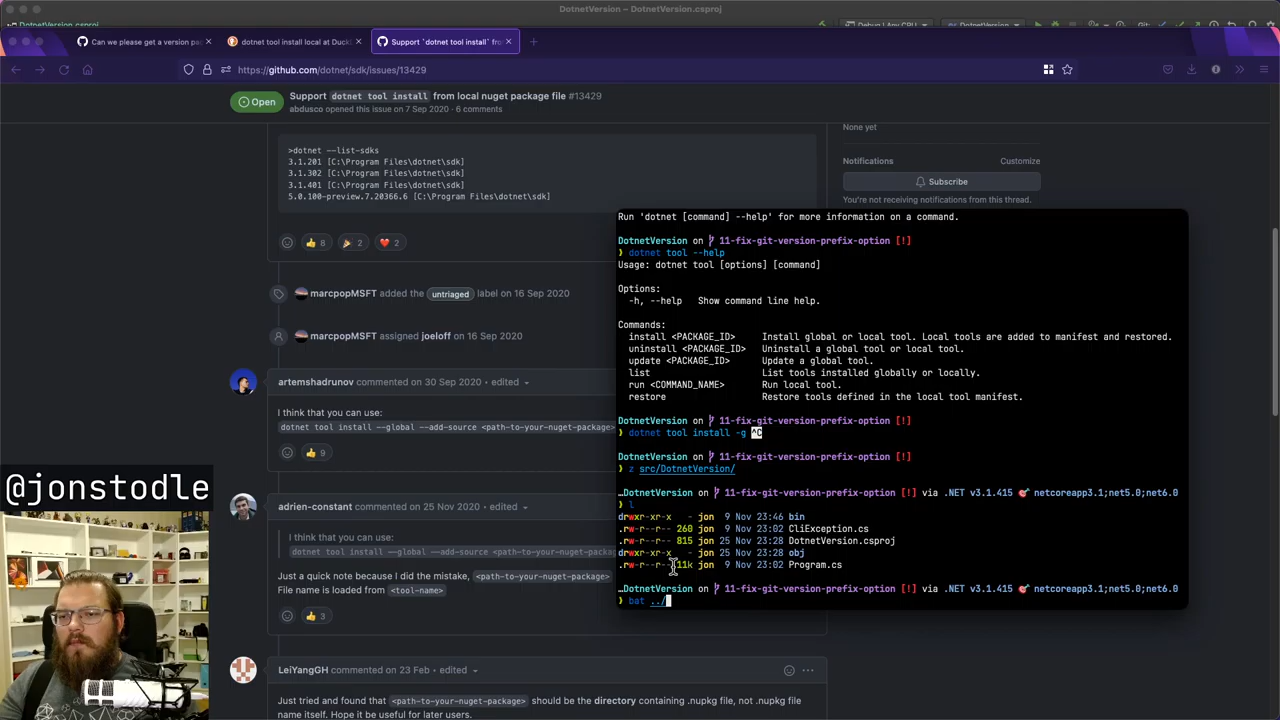 DotnetVersion – DotnetVersion.csproj
DotnetVersion.csproj
Debug | Any CPU
DotnetVersion
Git:
Can we please get a version pa
dotnet tool install local at Duck
Support `dotnet tool install` fro
https://github.com/dotnet/sdk/issues/13429
Open
Support dotnet tool install from local nuget package file #13429
abdusco opened this issue on 7 Sep 2020 • 6 comments
None yet
>dotnet --list-sdks
3.1.201 [C:\Program Files\dotnet\sdk]
3.1.302 [C:\Program Files\dotnet\sdk]
3.1.401 [C:\Program Files\dotnet\sdk]
5.0.100-preview.7.20366.6 [C:\Program Files\dotnet\sdk]
Notifications
Customize
Subscribe
You're not receiving notifications from this thread.
8
2
2
marcpopMSFT added the untriaged label on 16 Sep 2020
marcpopMSFT assigned joeloff on 16 Sep 2020
artemshadrunov commented on 30 Sep 2020 • edited
I think that you can use:
dotnet tool install --global --add-source <path-to-your-nuget-package>
9
adrien-constant commented on 25 Nov 2020 • edited
I think that you can use:
dotnet tool install --global --add-source <path-to-your-nuget-packa
Just a quick note because I did the mistake, <path-to-your-nuget-package>
File name is loaded from <tool-name>
3
LeiYangGH commented on 23 Feb • edited
Just tried and found that <path-to-your-nuget-package> should be the directory containing .nupkg file, not .nupkg file
name itself. Hope it be useful for later users.
Run 'dotnet [command] --help' for more information on a command.
DotnetVersion on 11-fix-git-version-prefix-option [!]
❯ dotnet tool --help
Usage: dotnet tool [options] [command]
Options:
-h, --help Show command line help.
Commands:
install <PACKAGE_ID> Install global or local tool. Local tools are added to manifest and restored.
uninstall <PACKAGE_ID> Uninstall a global tool or local tool.
update <PACKAGE_ID> Update a global tool.
list List tools installed globally or locally.
run <COMMAND_NAME> Run local tool.
restore Restore tools defined in the local tool manifest.
DotnetVersion on 11-fix-git-version-prefix-option [!]
❯ dotnet tool install -g ^C
DotnetVersion on 11-fix-git-version-prefix-option [!]
❯ z src/DotnetVersion/
…DotnetVersion on 11-fix-git-version-prefix-option [!] via .NET v3.1.415 🎯 netcoreapp3.1;net5.0;net6.0
❯ l
drwxr-xr-x - jon 9 Nov 23:46 bin
.rw-r--r-- 260 jon 9 Nov 23:02 CliException.cs
.rw-r--r-- 815 jon 25 Nov 23:28 DotnetVersion.csproj
drwxr-xr-x - jon 25 Nov 23:28 obj
.rw-r--r-- 11k jon 9 Nov 23:02 Program.cs
…DotnetVersion on 11-fix-git-version-prefix-option [!] via .NET v3.1.415 🎯 netcoreapp3.1;net5.0;net6.0
❯ bat ../
@jonstodle